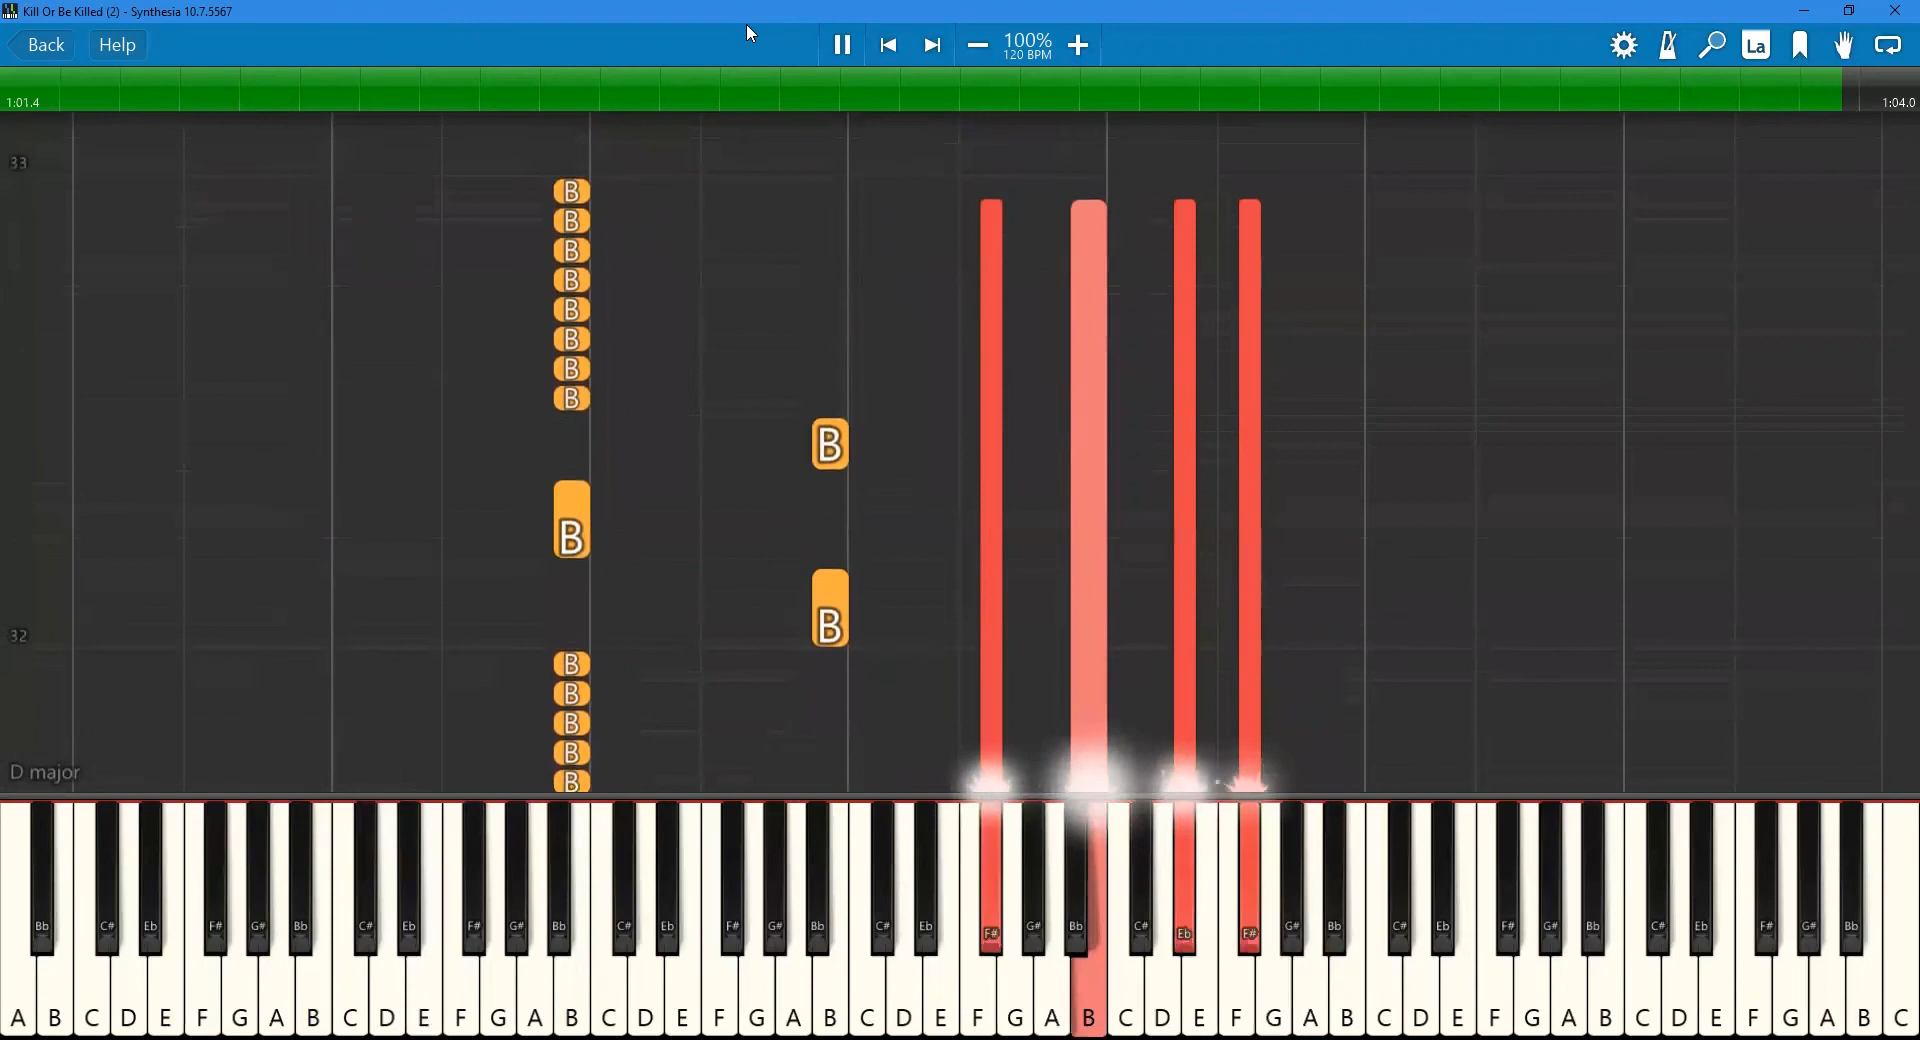 Kill Or Be Killed (2) - Synthesia 10.7.5567
Back Help 100% La
120 BPM
1:01.4 1:04.0
33
B
B
B
B
B
B
B
B
B
B
B
32
B
B
B
B
B
B
D major
Bb C# Eb F# G# Bb C# Eb F# G# Bb C# Eb F# G# Bb C# Eb F# G# Bb C# Eb F# G# Bb C# Eb F# G# Bb C# Eb F# G# Bb
A B C D E F G A B C D E F G A B C D E F G A B C D E F G A B C D E F G A B C D E F G A B C D E F G A B C